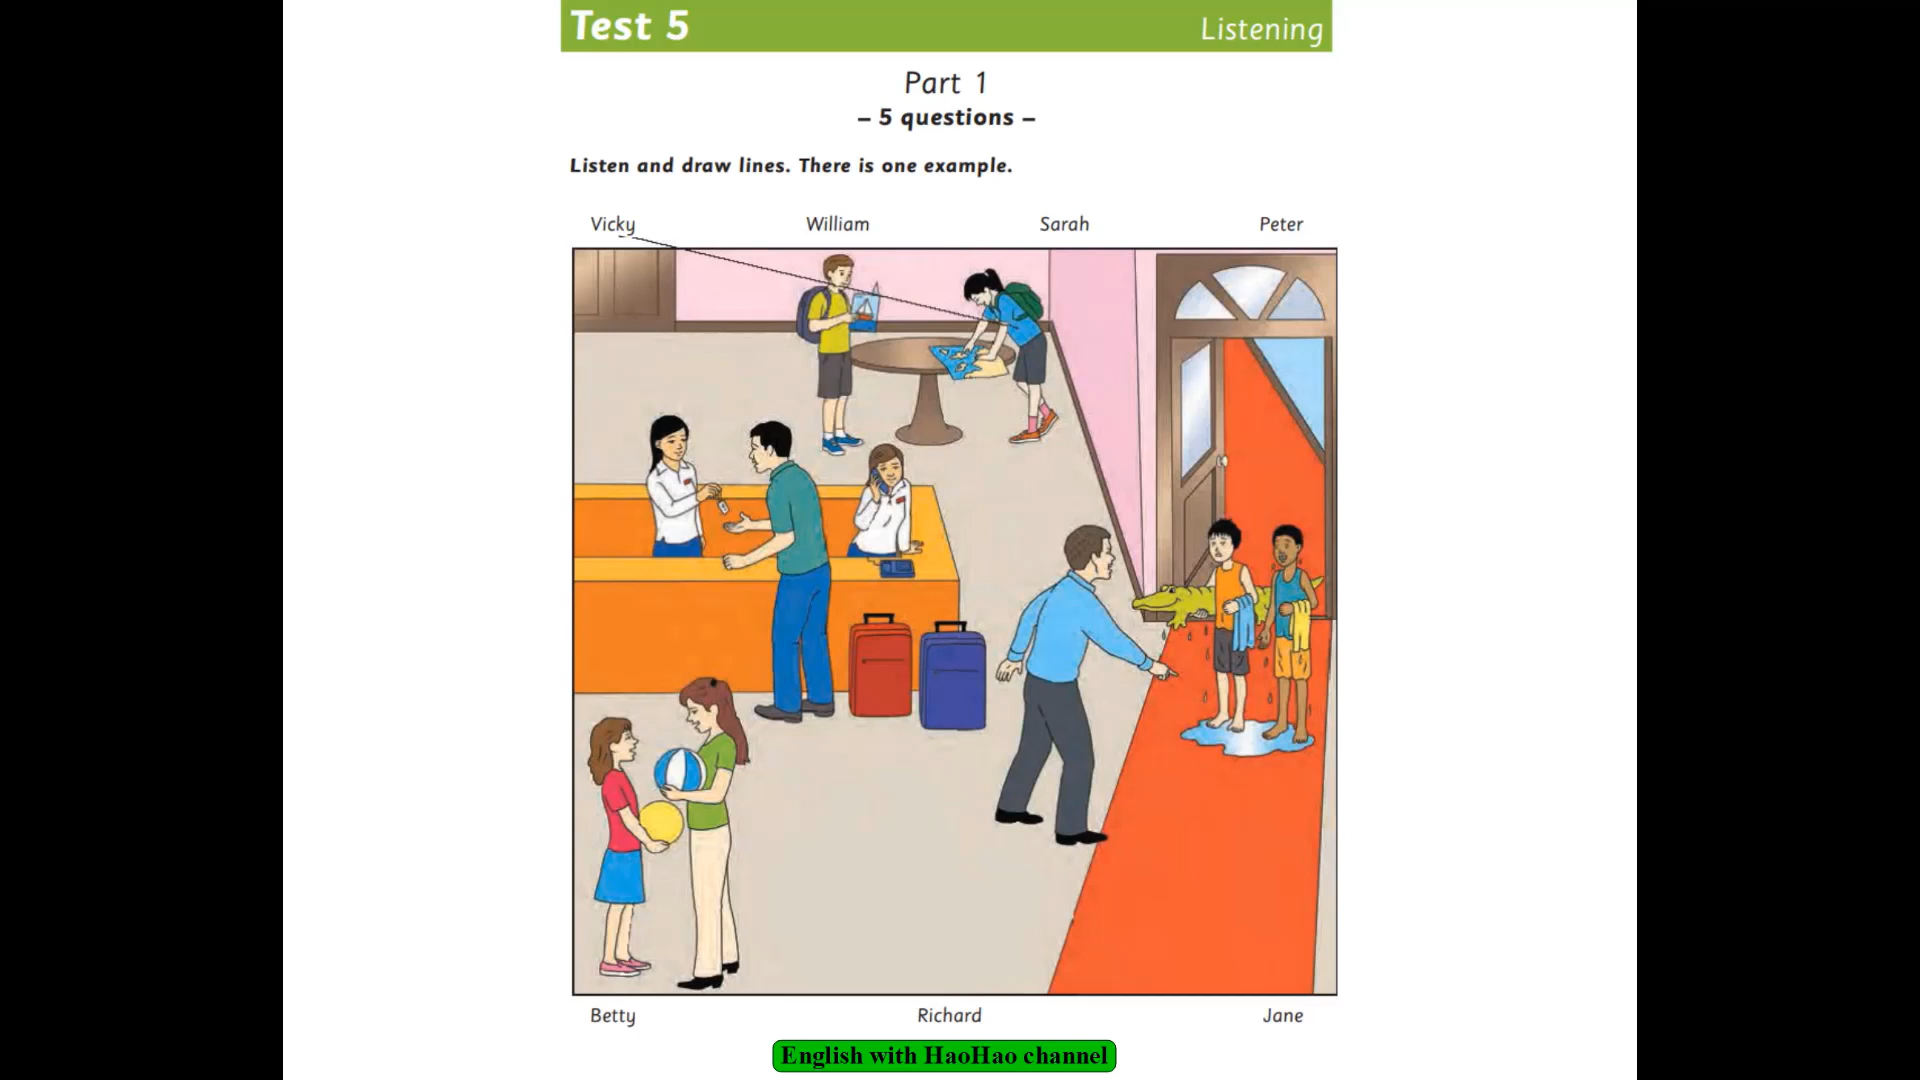 Test 5
Listening
Part 1
– 5 questions –
Listen and draw lines. There is one example.
Vicky William Sarah Peter
Betty Richard Jane
English with HaoHao channel